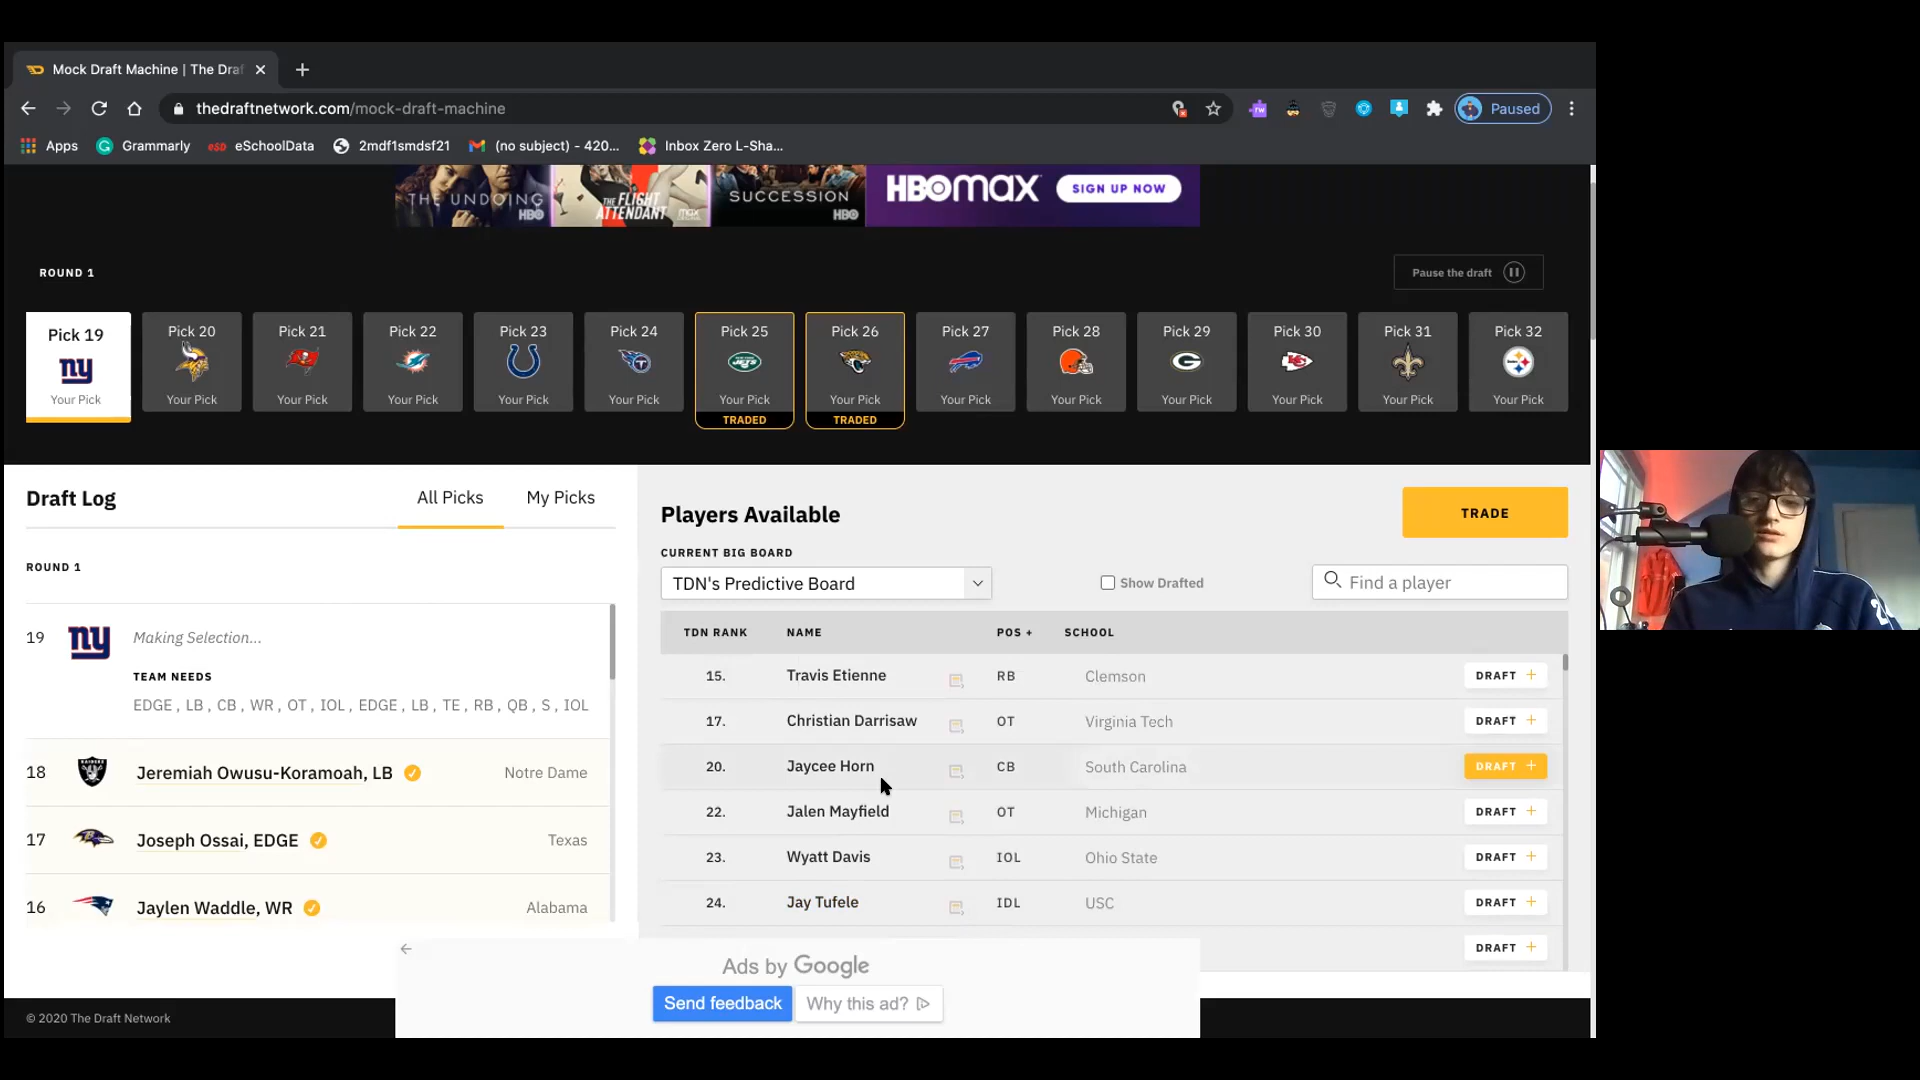 Mock Draft Machine | The Draf
thedraftnetwork.com/mock-draft-machine
Paused
Apps
Grammarly
eSchoolData
2mdf1smdsf21
(no subject) - 420...
Inbox Zero L-Sha...
THE UNDOING
HBO
THE FLIGHT ATTENDANT
max
SUCCESSION
HBO
HBOMAX
SIGN UP NOW
ROUND 1
Pause the draft
Pick 19
ny
Your Pick
Pick 20
Your Pick
Pick 21
Your Pick
Pick 22
Your Pick
Pick 23
Your Pick
Pick 24
Your Pick
Pick 25
JETS
Your Pick
TRADED
Pick 26
Your Pick
TRADED
Pick 27
Your Pick
Pick 28
Your Pick
Pick 29
G
Your Pick
Pick 30
KC
Your Pick
Pick 31
Your Pick
Pick 32
Your Pick
Draft Log
All Picks
My Picks
ROUND 1
19
ny
Making Selection...
TEAM NEEDS
EDGE , LB , CB , WR , OT , IOL , EDGE , LB , TE , RB , QB , S , IOL
18 RAIDERS Jeremiah Owusu-Koramoah, LB Notre Dame
17 Joseph Ossai, EDGE Texas
16 Jaylen Waddle, WR Alabama
Players Available
TRADE
CURRENT BIG BOARD
TDN's Predictive Board
Show Drafted
Find a player
TDN RANK NAME POS + SCHOOL
15. Travis Etienne RB Clemson DRAFT +
17. Christian Darrisaw OT Virginia Tech DRAFT +
20. Jaycee Horn CB South Carolina DRAFT +
22. Jalen Mayfield OT Michigan DRAFT +
23. Wyatt Davis IOL Ohio State DRAFT +
24. Jay Tufele IDL USC DRAFT +
DRAFT +
Ads by Google
Send feedback
Why this ad?
© 2020 The Draft Network